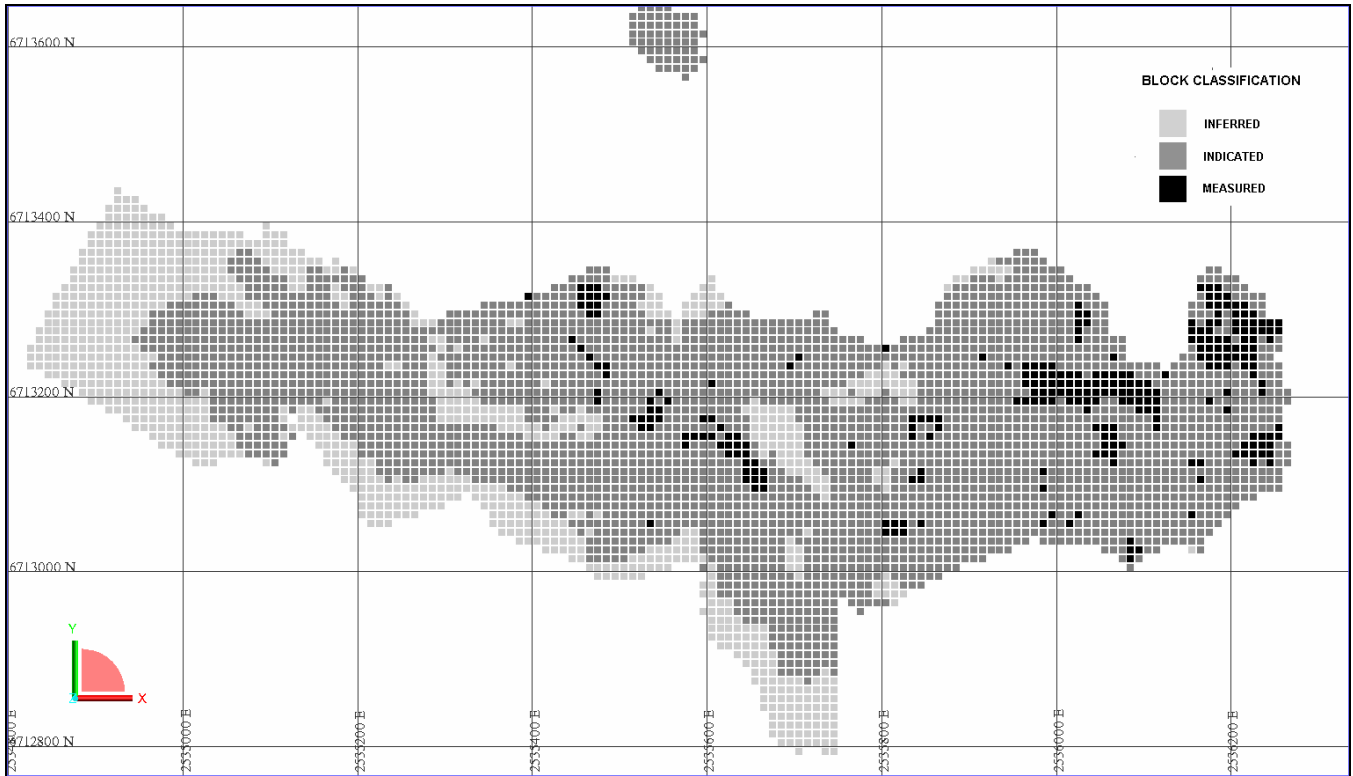 6713600 N
BLOCK CLASSIFICATION
INFERRED
INDICATED
MEASURED
6713400 N
6713200 N
6713000 N
Y
X
6712800 N
2535000 E
2535200 E
2535400 E
2535600 E
2535800 E
2536000 E
2536200 E